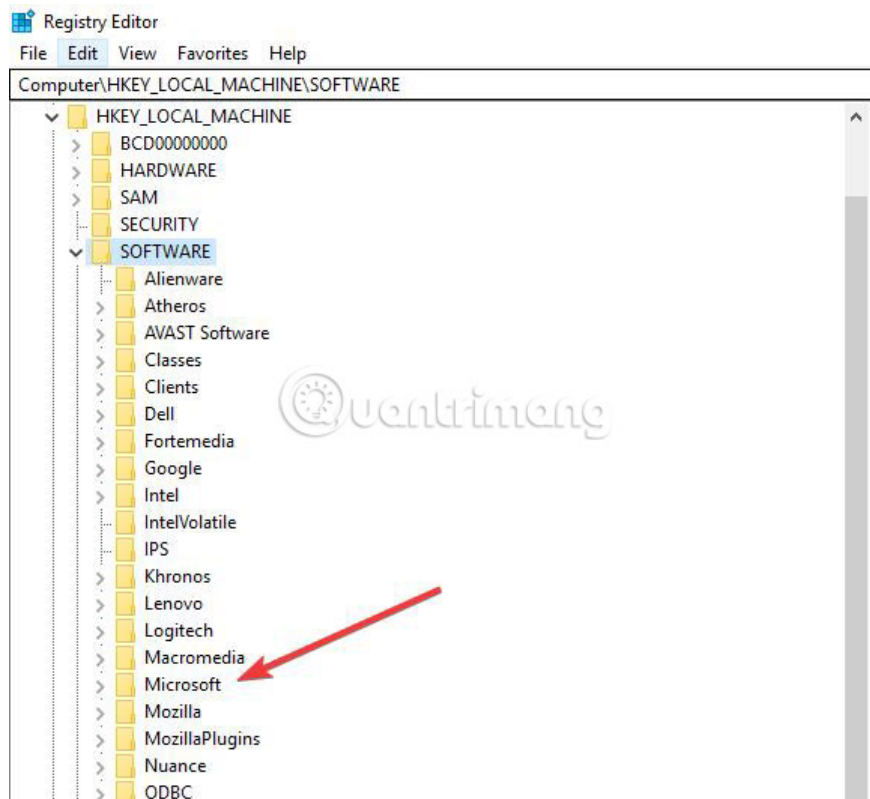 Registry Editor
File Edit View Favorites Help
Computer\HKEY_LOCAL_MACHINE\SOFTWARE
HKEY_LOCAL_MACHINE
BCD00000000
HARDWARE
SAM
SECURITY
SOFTWARE
Alienware
Atheros
AVAST Software
Classes
Clients
Dell
Fortemedia
Google
Intel
IntelVolatile
IPS
Khronos
Lenovo
Logitech
Macromedia
Microsoft
Mozilla
MozillaPlugins
Nuance
ODBC
Quantrimang